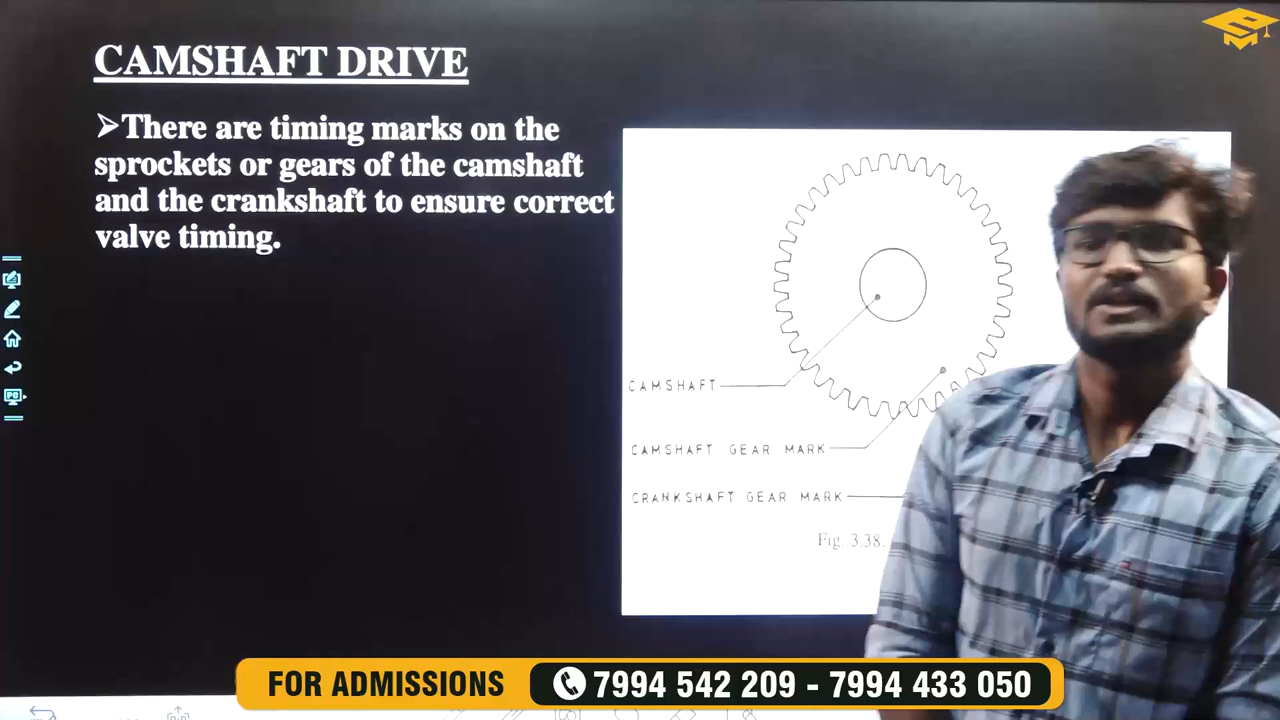 CAMSHAFT DRIVE
➢There are timing marks on the
sprockets or gears of the camshaft
and the crankshaft to ensure correct
valve timing.
CAMSHAFT
CAMSHAFT GEAR MARK
CRANKSHAFT GEAR MARK
Fig. 3.38.
FOR ADMISSIONS 7994 542 209 - 7994 433 050